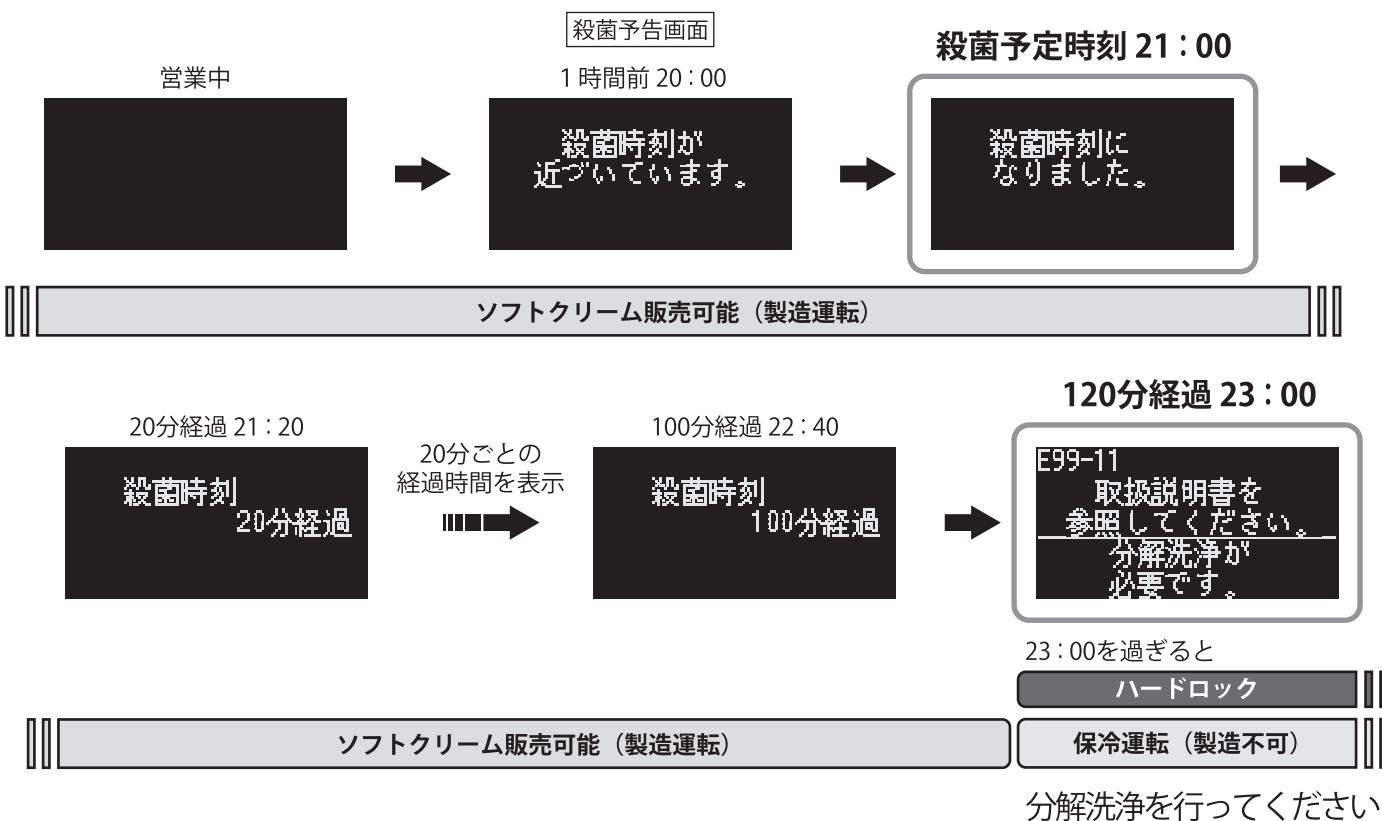 殺菌予告画面
営業中
1時間前 20：00
殺菌予定時刻 21：00
殺菌時刻が
近づいています。
殺菌時刻に
なりました。
ソフトクリーム販売可能（製造運転）
20分経過 21：20
殺菌時刻
20分経過
20分ごとの
経過時間を表示
100分経過 22：40
殺菌時刻
100分経過
120分経過 23：00
E99-11
取扱説明書を
参照してください。
分解洗浄が
必要です。
23：00を過ぎると
ハードロック
ソフトクリーム販売可能（製造運転）
保冷運転（製造不可）
分解洗浄を行ってください